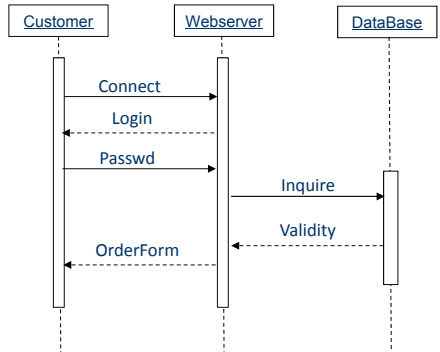 Customer
Webserver
DataBase
Connect
Login
Passwd
Inquire
Validity
OrderForm